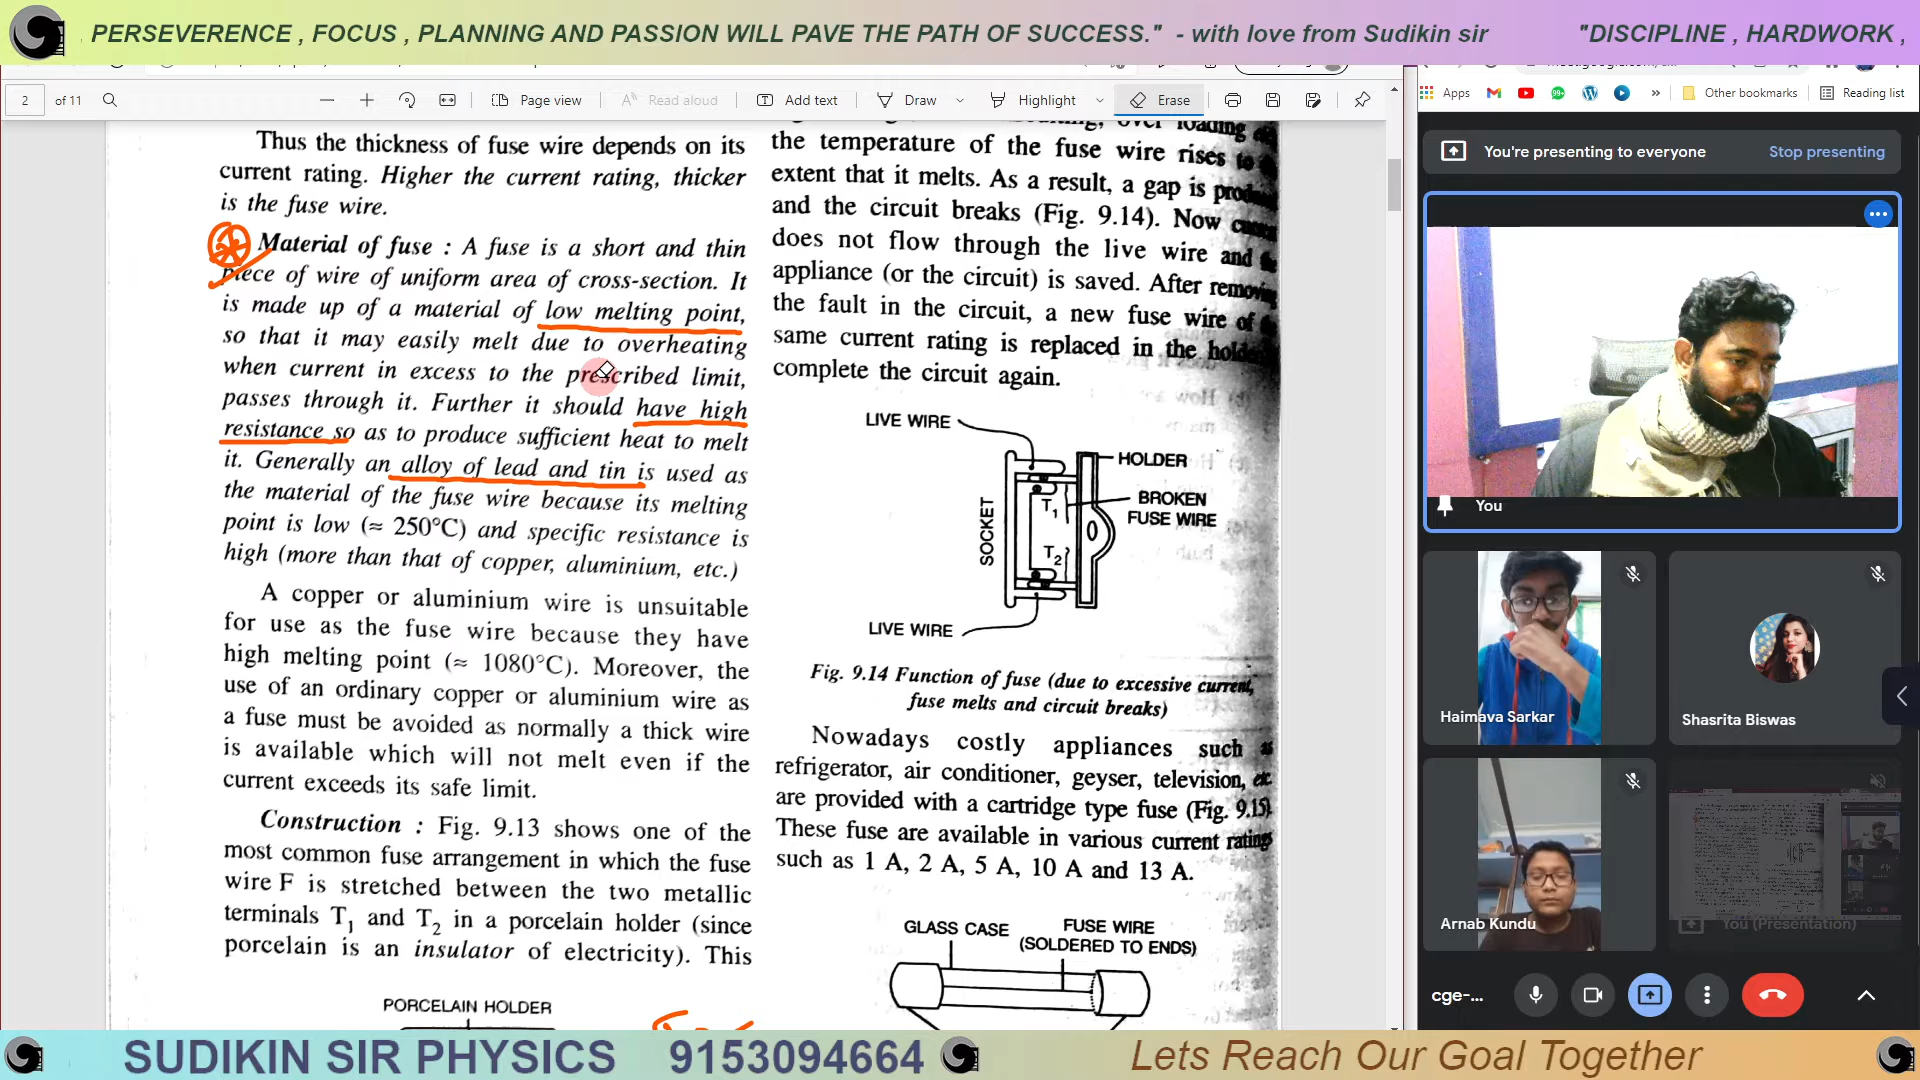 PERSEVERENCE , FOCUS , PLANNING AND PASSION WILL PAVE THE PATH OF SUCCESS." - with love from Sudikin sir "DISCIPLINE , HARDWORK ,
2 of 11 Page view Read aloud Add text Draw Highlight Erase
Thus the thickness of fuse wire depends on its
current rating. Higher the current rating, thicker
is the fuse wire.
Material of fuse : A fuse is a short and thin
piece of wire of uniform area of cross-section. It
is made up of a material of low melting point,
so that it may easily melt due to overheating
when current in excess to the prescribed limit,
passes through it. Further it should have high
resistance so as to produce sufficient heat to melt
it. Generally an alloy of lead and tin is used as
the material of the fuse wire because its melting
point is low (≈ 250°C) and specific resistance is
high (more than that of copper, aluminium, etc.)
A copper or aluminium wire is unsuitable
for use as the fuse wire because they have
high melting point (≈ 1080°C). Moreover, the
use of an ordinary copper or aluminium wire as
a fuse must be avoided as normally a thick wire
is available which will not melt even if the
current exceeds its safe limit.
Construction : Fig. 9.13 shows one of the
most common fuse arrangement in which the fuse
wire F is stretched between the two metallic
terminals T1 and T2 in a porcelain holder (since
porcelain is an insulator of electricity). This
PORCELAIN HOLDER
over loading
the temperature of the fuse wire rises to
extent that it melts. As a result, a gap is
and the circuit breaks (Fig. 9.14). Now
does not flow through the live wire and
appliance (or the circuit) is saved. After removing
the fault in the circuit, a new fuse wire of
same current rating is replaced in the
complete the circuit again.
LIVE WIRE
HOLDER
BROKEN
FUSE WIRE
SOCKET
T1
T2
LIVE WIRE
Fig. 9.14 Function of fuse (due to excessive current,
fuse melts and circuit breaks)
Nowadays costly appliances such as
refrigerator, air conditioner, geyser, television, etc.
are provided with a cartridge type fuse (Fig. 9.15).
These fuse are available in various current ratings
such as 1 A, 2 A, 5 A, 10 A and 13 A.
GLASS CASE
FUSE WIRE
(SOLDERED TO ENDS)
Apps » Other bookmarks Reading list
You're presenting to everyone Stop presenting
You
Haimava Sarkar
Shasrita Biswas
Arnab Kundu
You (Presentation)
cge-...
SUDIKIN SIR PHYSICS 9153094664 Lets Reach Our Goal Together